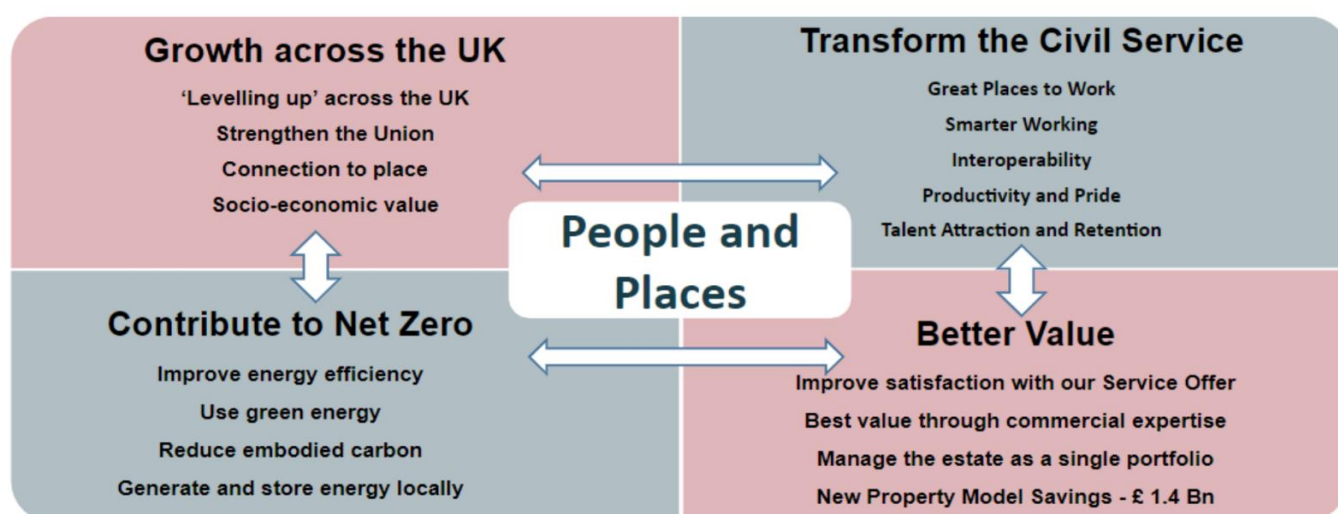 Growth across the UK
‘Levelling up’ across the UK
Strengthen the Union
Connection to place
Socio-economic value
Transform the Civil Service
Great Places to Work
Smarter Working
Interoperability
Productivity and Pride
Talent Attraction and Retention
People and
Places
Contribute to Net Zero
Improve energy efficiency
Use green energy
Reduce embodied carbon
Generate and store energy locally
Better Value
Improve satisfaction with our Service Offer
Best value through commercial expertise
Manage the estate as a single portfolio
New Property Model Savings - £ 1.4 Bn